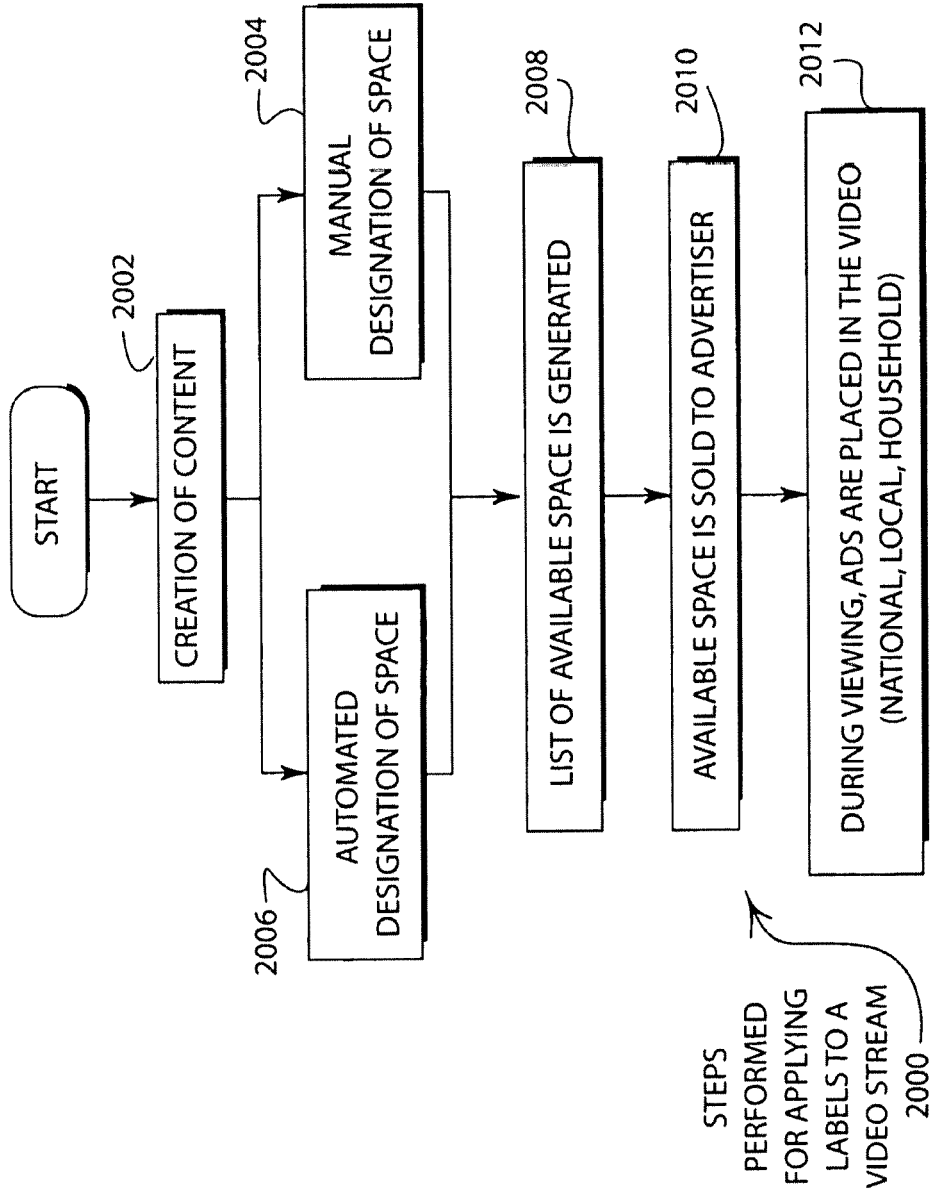 START
2002
CREATION OF CONTENT
2006
AUTOMATED
DESIGNATION OF SPACE
2004
MANUAL
DESIGNATION OF SPACE
2008
LIST OF AVAILABLE SPACE IS GENERATED
2010
AVAILABLE SPACE IS SOLD TO ADVERTISER
2012
DURING VIEWING, ADS ARE PLACED IN THE VIDEO
(NATIONAL, LOCAL, HOUSEHOLD)
STEPS
PERFORMED
FOR APPLYING
LABELS TO A
VIDEO STREAM
2000